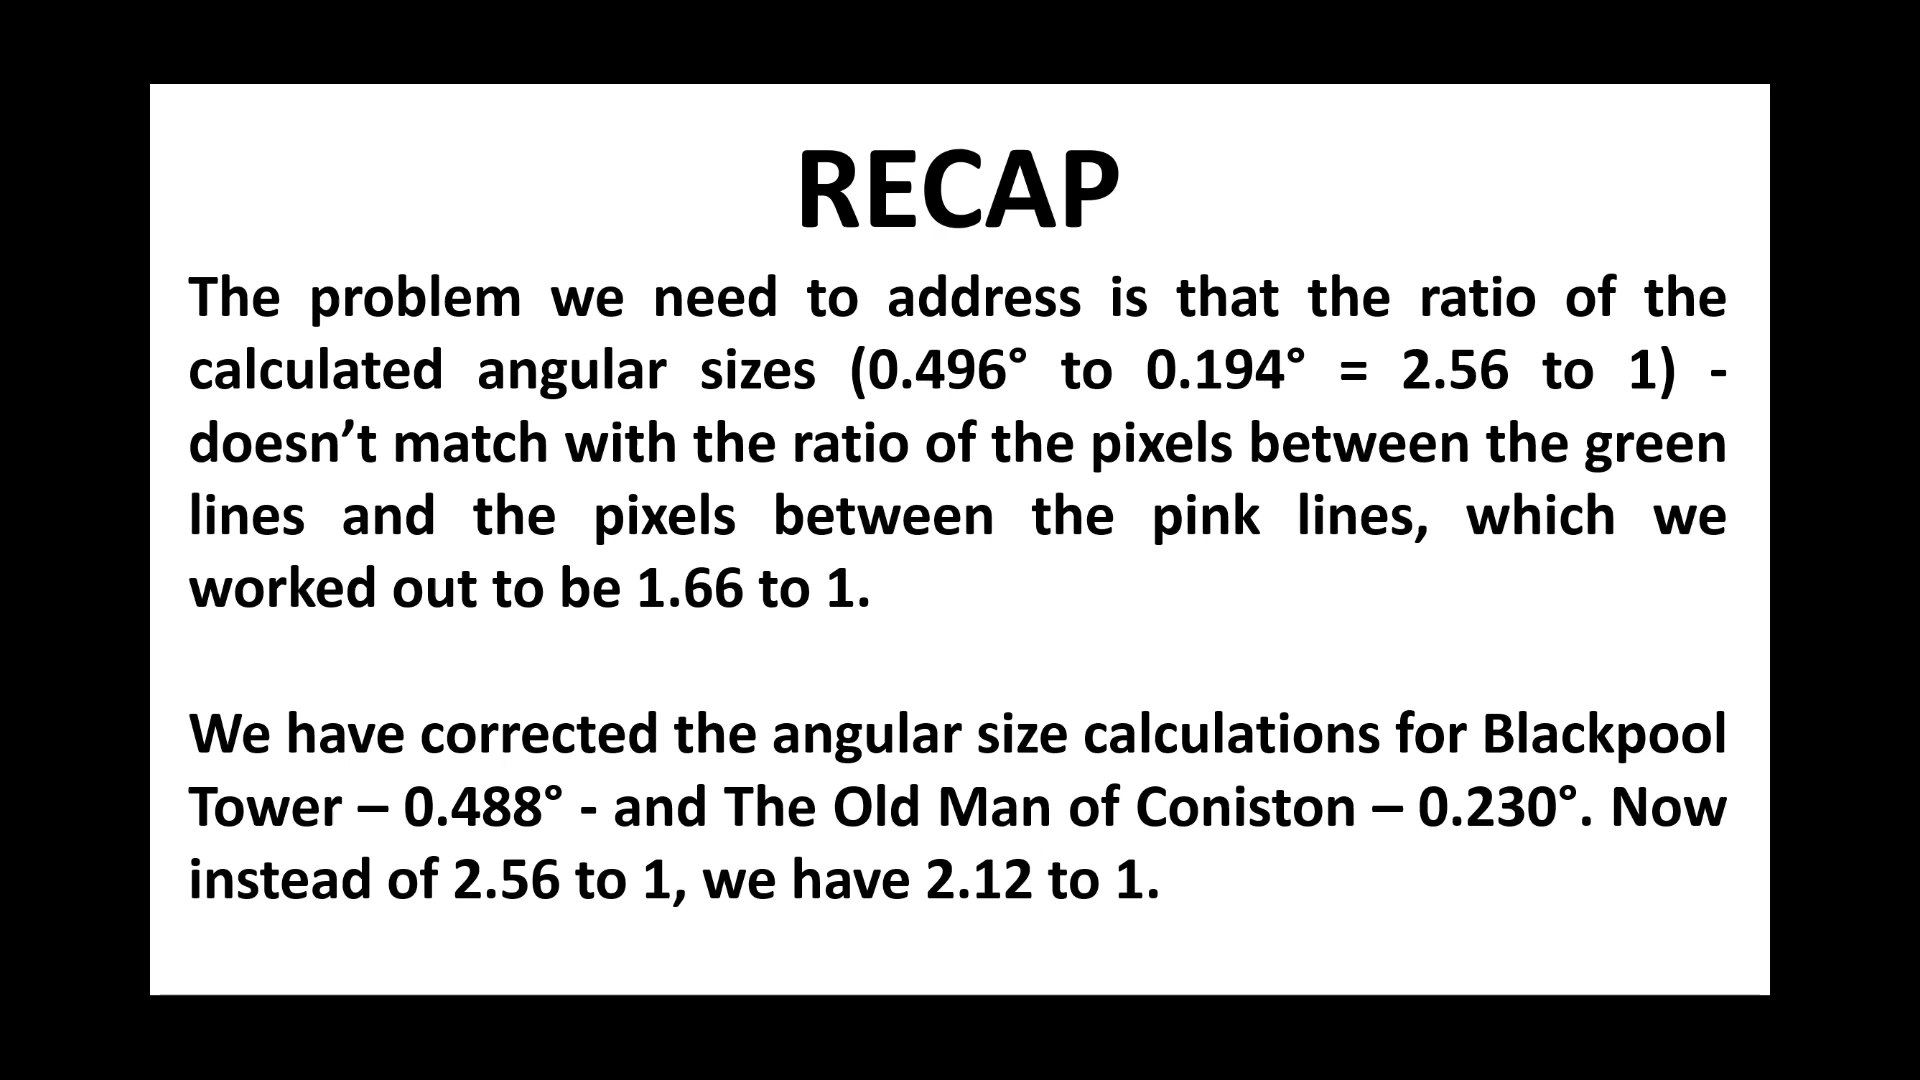 RECAP
The problem we need to address is that the ratio of the
calculated angular sizes (0.496° to 0.194° = 2.56 to 1) -
doesn’t match with the ratio of the pixels between the green
lines and the pixels between the pink lines, which we
worked out to be 1.66 to 1.
We have corrected the angular size calculations for Blackpool
Tower – 0.488° - and The Old Man of Coniston – 0.230°. Now
instead of 2.56 to 1, we have 2.12 to 1.